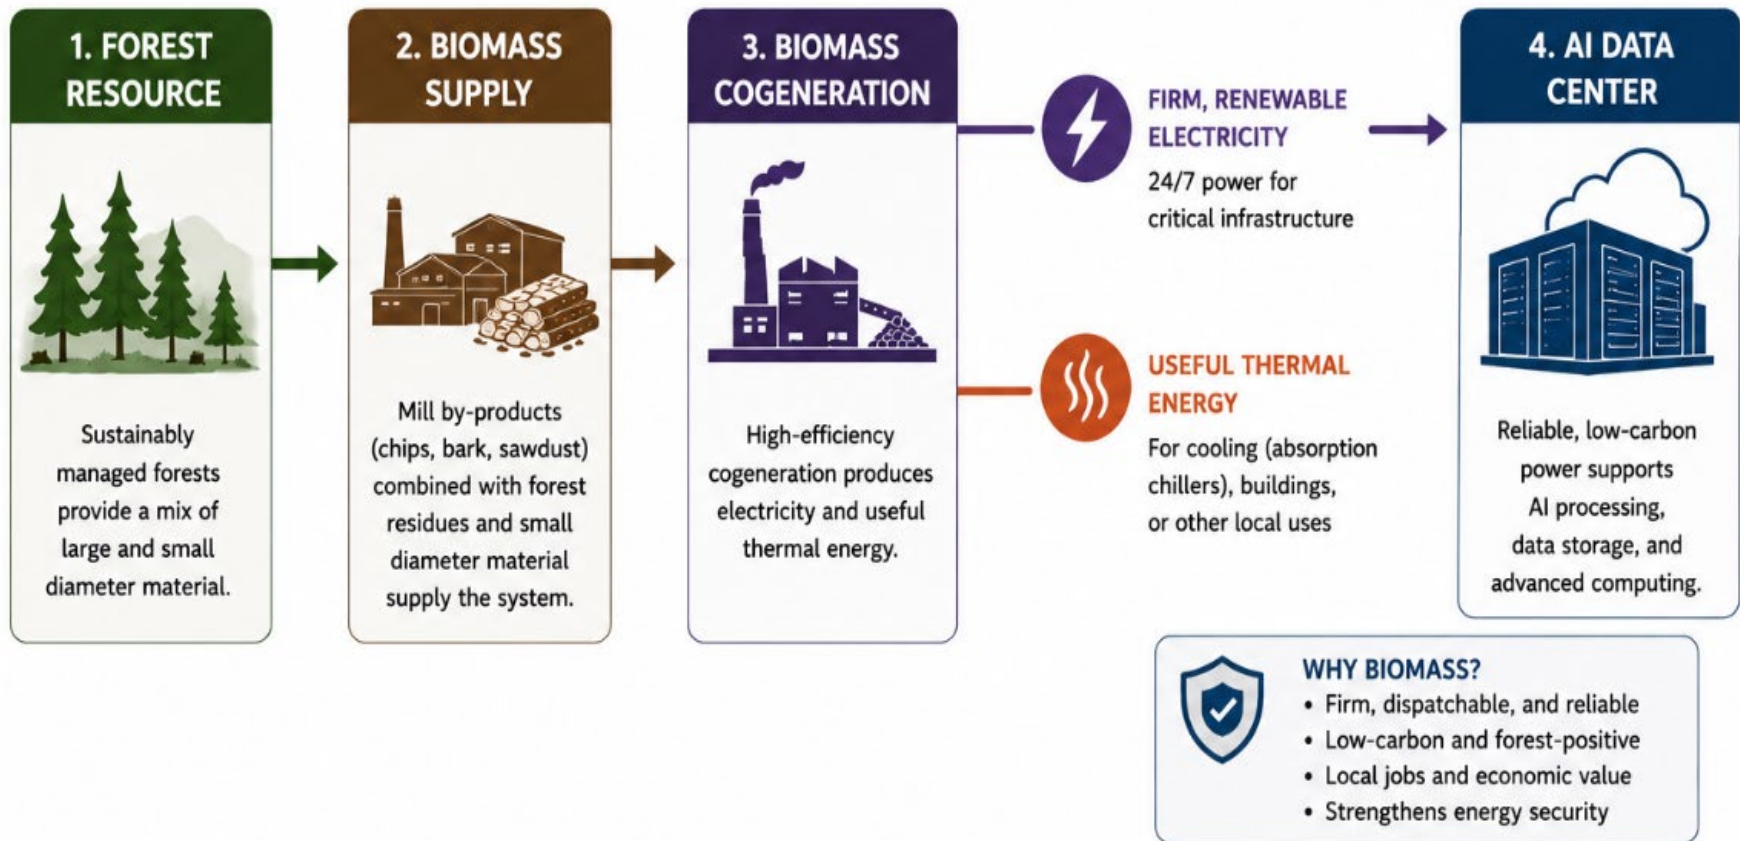 1. FOREST
RESOURCE
Sustainably
managed forests
provide a mix of
large and small
diameter material.
2. BIOMASS
SUPPLY
Mill by-products
(chips, bark, sawdust)
combined with forest
residues and small
diameter material
supply the system.
3. BIOMASS
COGENERATION
High-efficiency
cogeneration produces
electricity and useful
thermal energy.
FIRM, RENEWABLE
ELECTRICITY
24/7 power for
critical infrastructure
USEFUL THERMAL
ENERGY
For cooling (absorption
chillers), buildings,
or other local uses
4. AI DATA
CENTER
Reliable, low-carbon
power supports
AI processing,
data storage, and
advanced computing.
WHY BIOMASS?
• Firm, dispatchable, and reliable
• Low-carbon and forest-positive
• Local jobs and economic value
• Strengthens energy security